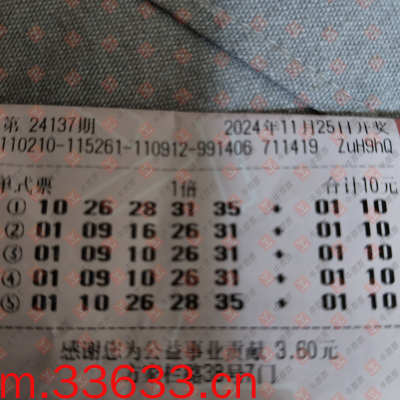 第 24137期 2024年11月25日开奖
110210-115261-110912-991406 711419 ZuH9hQ
单式票 1倍 合计10元
① 10 26 28 31 35 + 01 10
② 01 09 16 26 31 + 01 10
③ 01 09 10 26 31 + 01 10
④ 01 09 10 26 31 + 01 10
⑤ 01 10 26 28 35 + 01 10
感谢您为公益事业贡献 3.60元
m.33633.cn